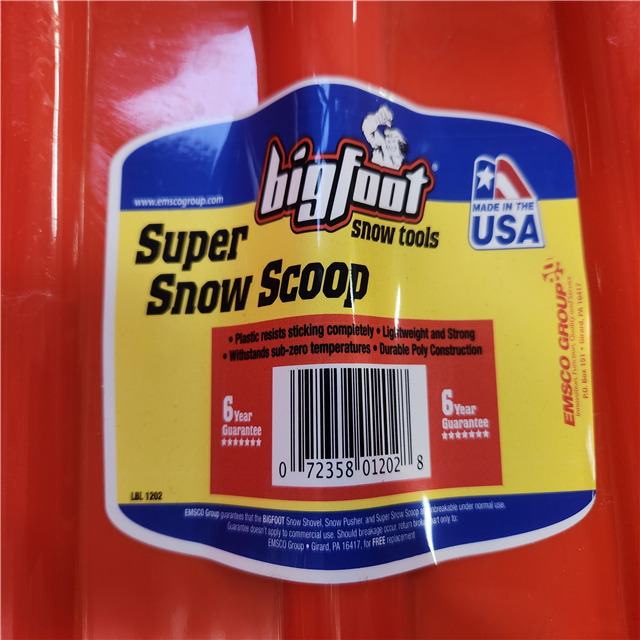 bigfoot
snow tools
www.emscogroup.com
MADE IN THE
USA
Super
Snow Scoop
• Plastic resists sticking completely • Lightweight and Strong
• Withstands sub-zero temperatures • Durable Poly Construction
6 Year
Guarantee
★★★★★★★
6 Year
Guarantee
★★★★★★★
0 72358 01202 8
EMSCO GROUP
P.O. Box 151 • Girard, PA 16417
LBL 1202
EMSCO Group guarantees that the BIGFOOT Snow Shovel, Snow Pusher, and Super Snow Scoop are unbreakable under normal use.
Guarantee doesn't apply to commercial use. Should breakage occur, return broken part only to:
EMSCO Group • Girard, PA 16417, for FREE replacement